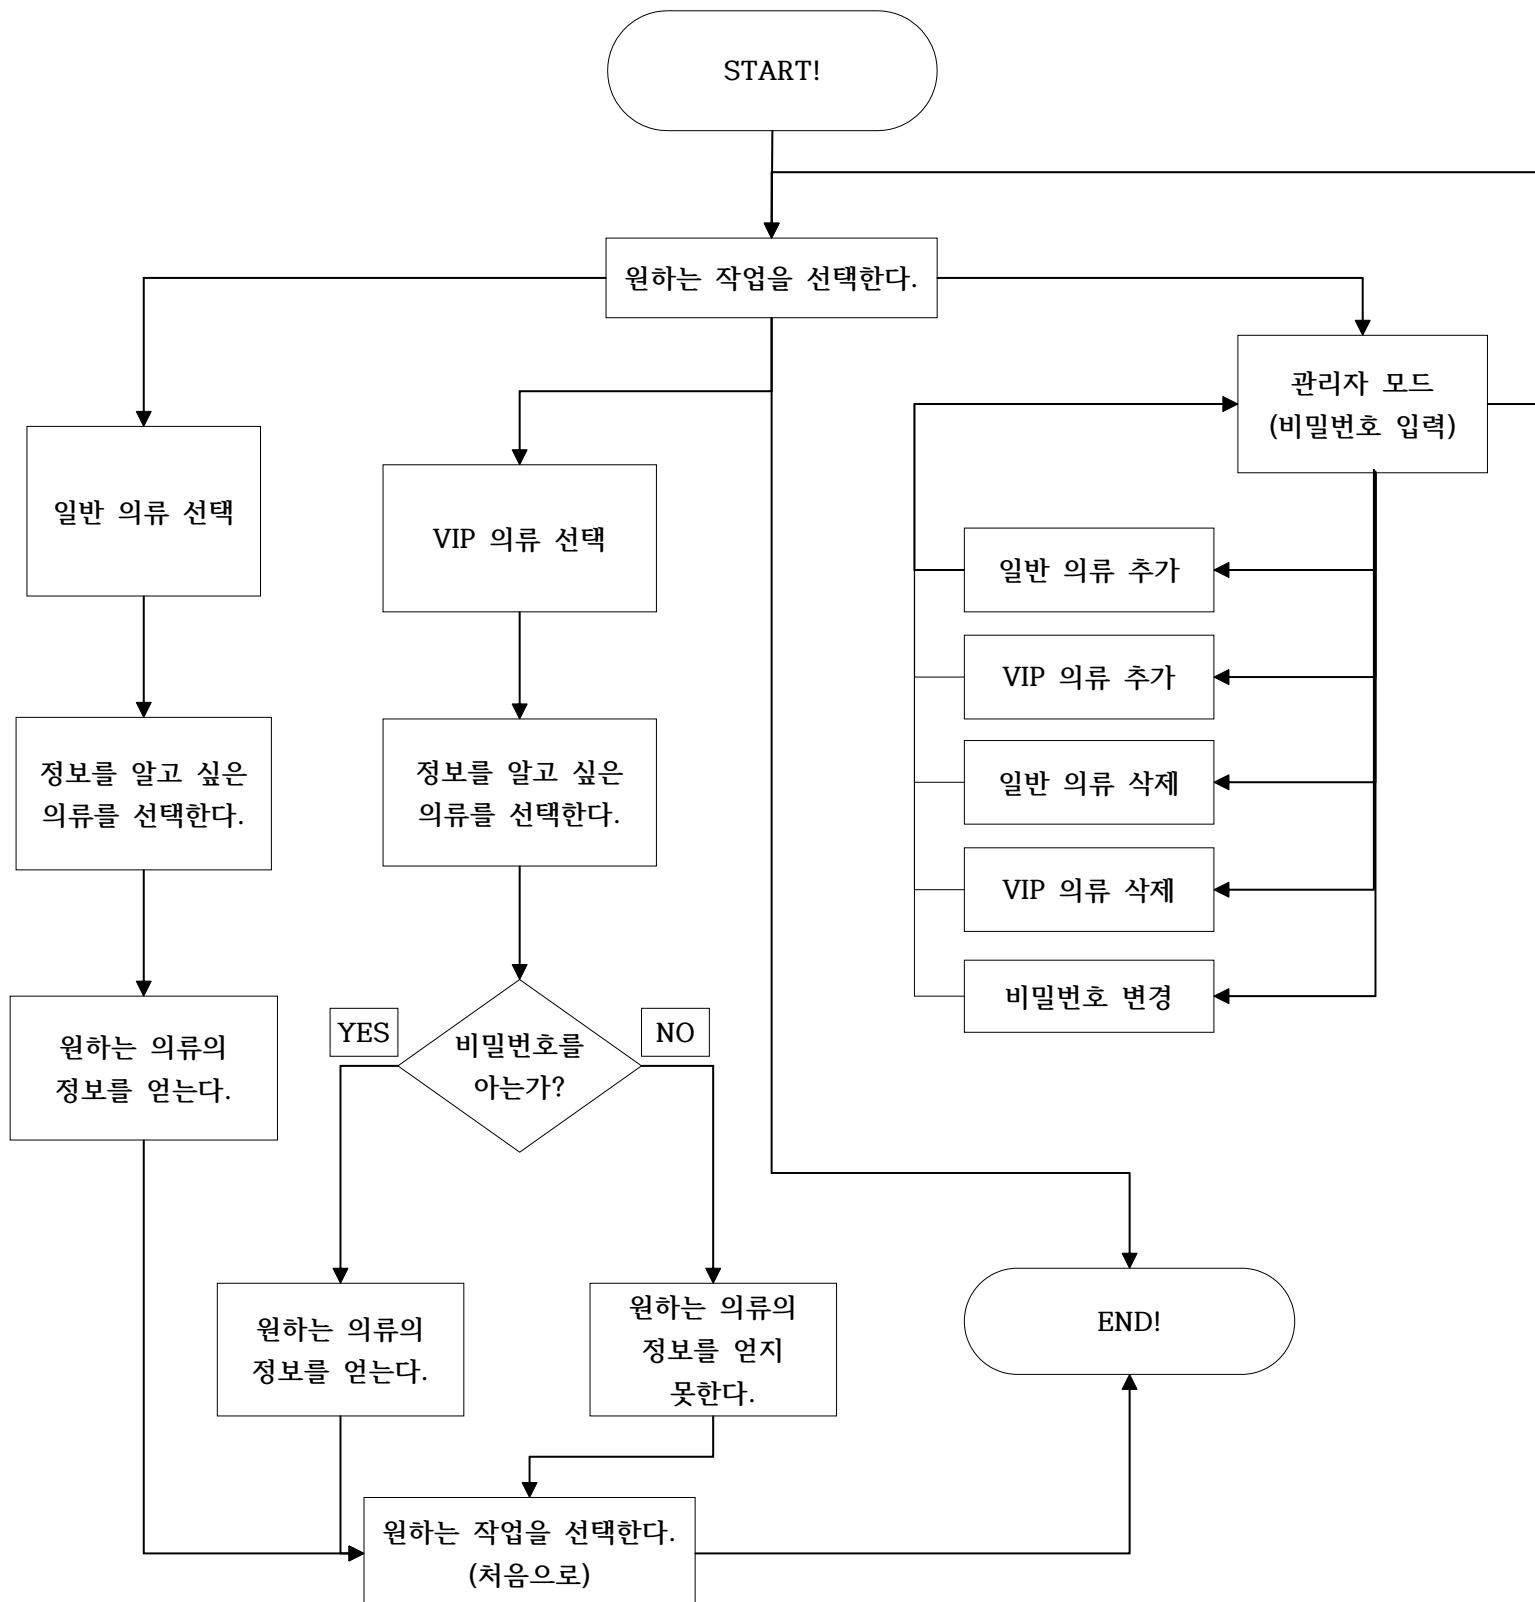 START!
원하는 작업을 선택한다.
관리자 모드
(비밀번호 입력)
일반 의류 선택
VIP 의류 선택
일반 의류 추가
VIP 의류 추가
일반 의류 삭제
VIP 의류 삭제
비밀번호 변경
정보를 알고 싶은
의류를 선택한다.
정보를 알고 싶은
의류를 선택한다.
원하는 의류의
정보를 얻는다.
YES
비밀번호를
아는가?
NO
원하는 의류의
정보를 얻는다.
원하는 의류의
정보를 얻지
못한다.
END!
원하는 작업을 선택한다.
(처음으로)